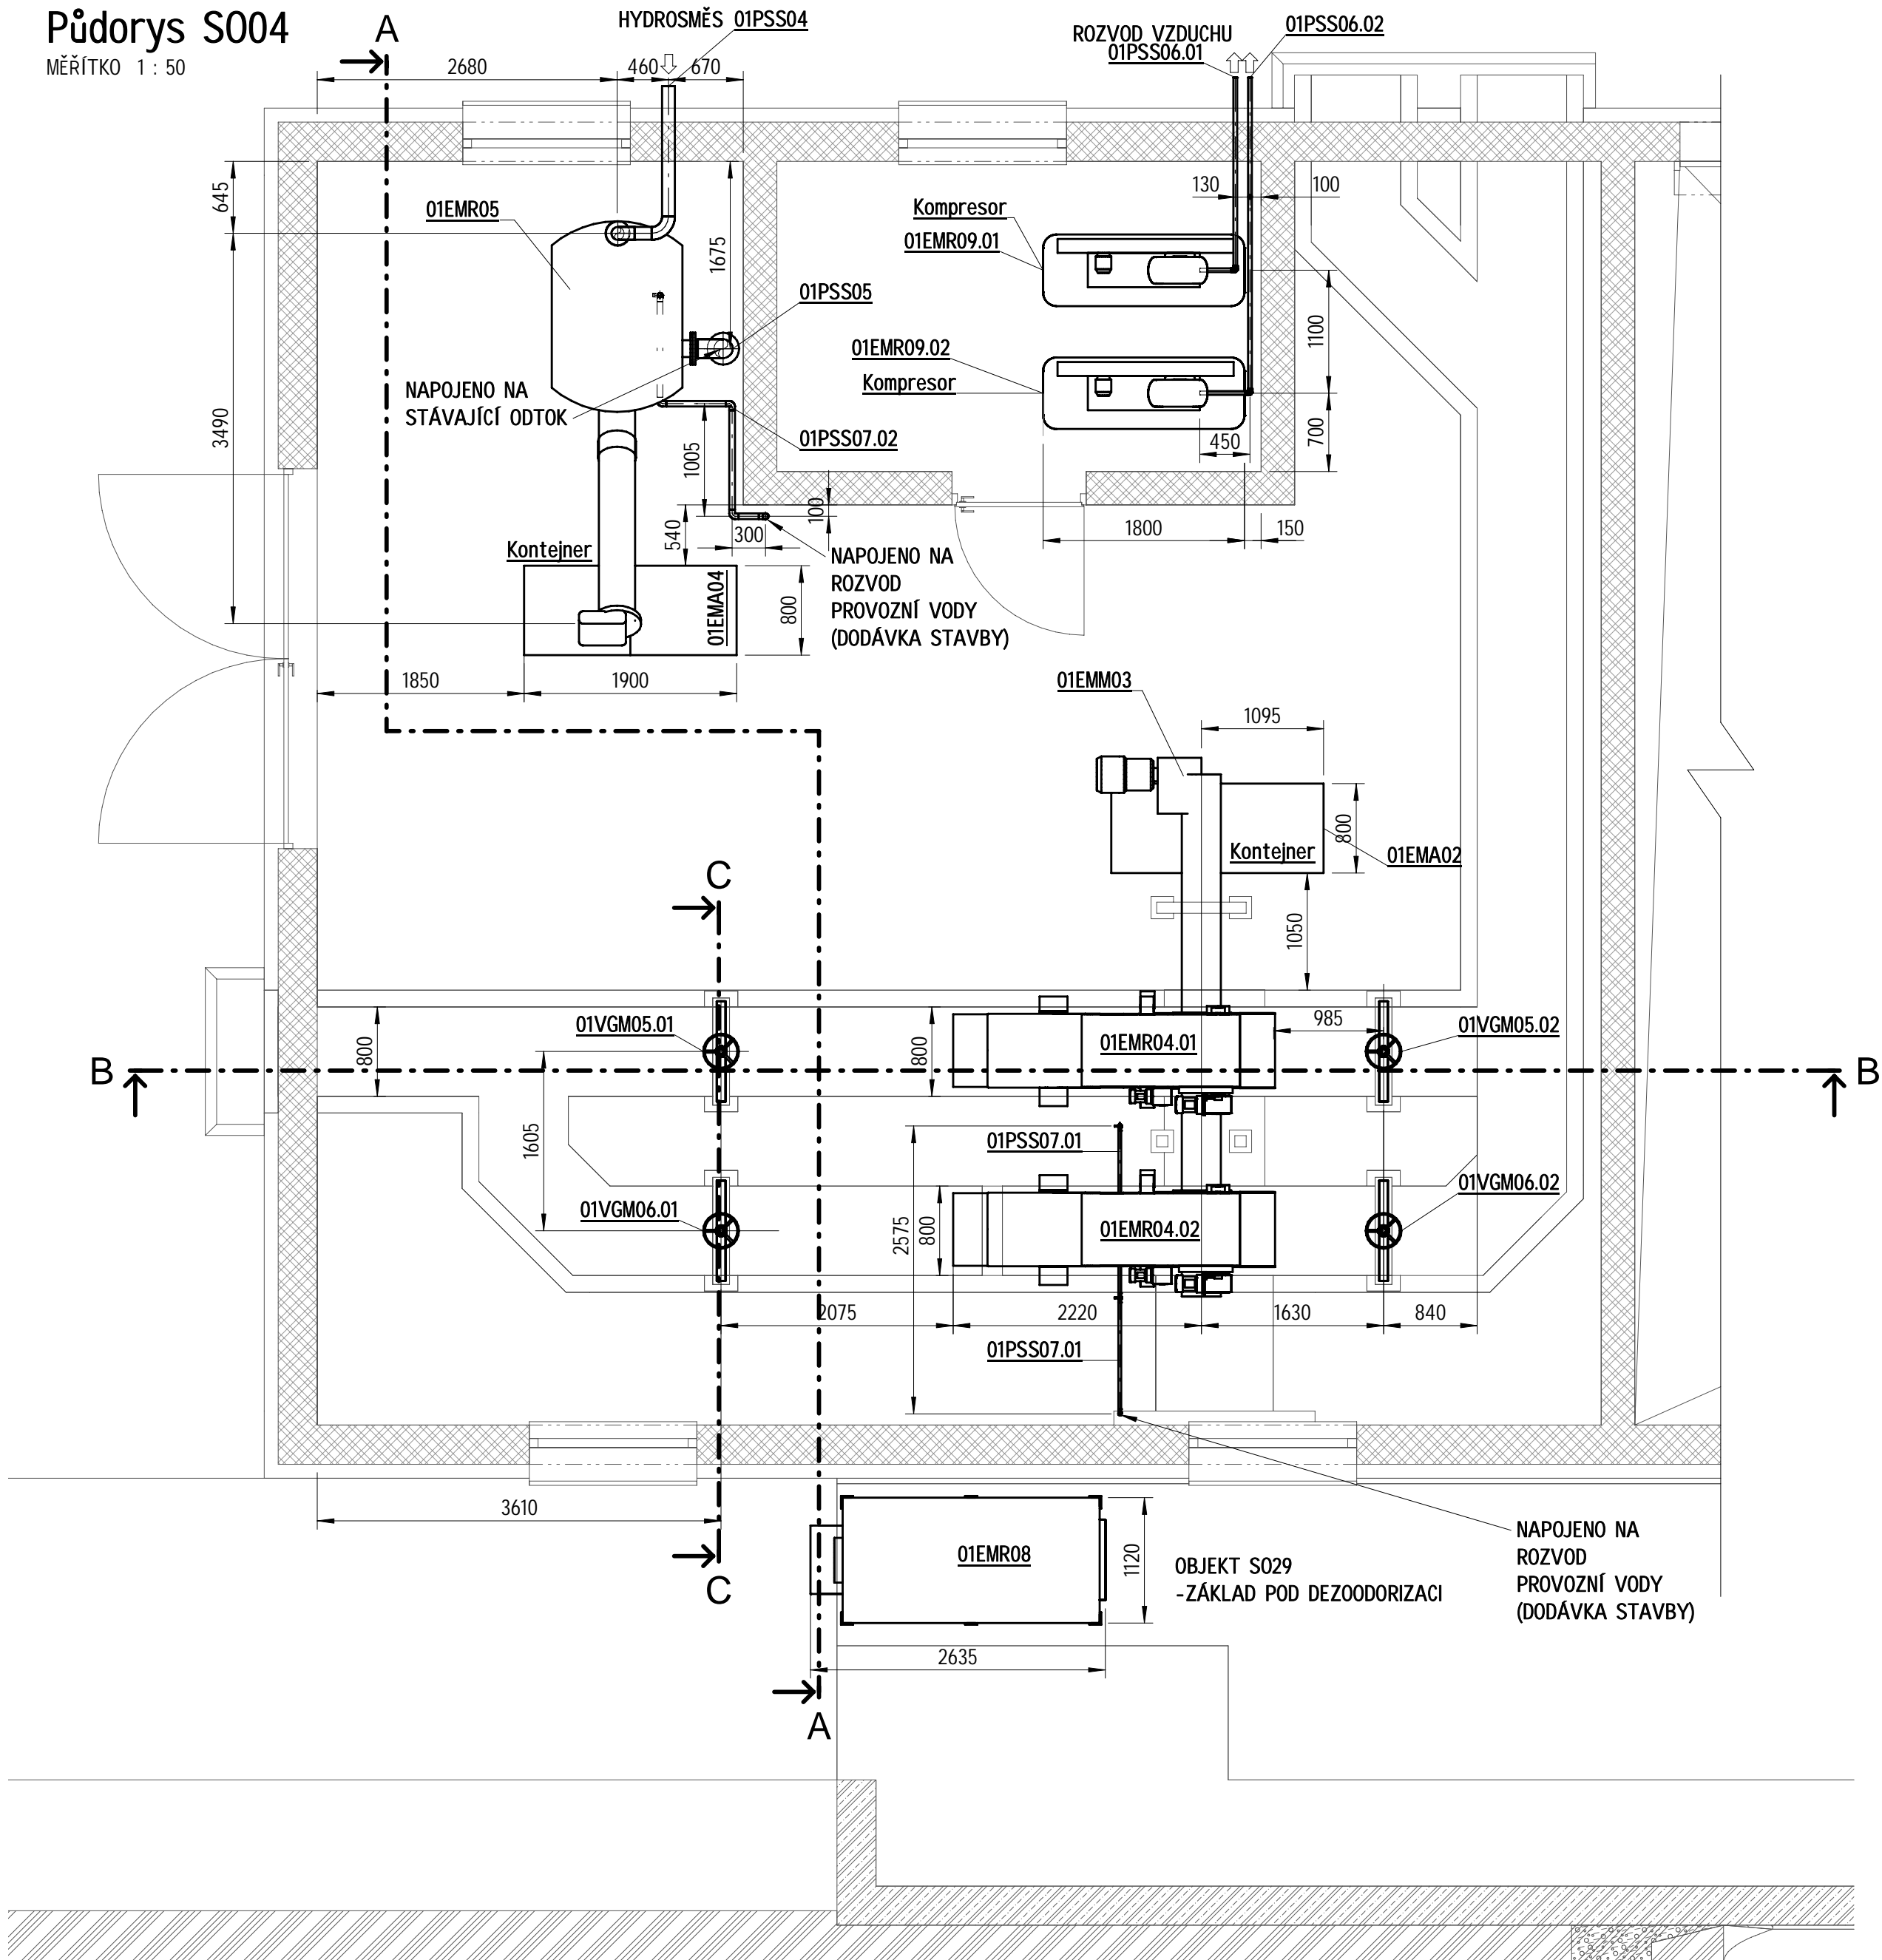 Půdorys SO04
MĚŘÍTKO 1 : 50
A
HYDROSMĚS 01PSS04
ROZVOD VZDUCHU
01PSS06.01
01PSS06.02
2680
460
670
645
01EMR05
1675
130
100
Kompresor
01EMR09.01
01PSS05
1100
01EMR09.02
Kompresor
NAPOJENO NA
STÁVAJÍCÍ ODTOK
3490
01PSS07.02
1005
450
700
100
540
300
1800
150
Kontejner
01EMA04
800
NAPOJENO NA
ROZVOD
PROVOZNÍ VODY
(DODÁVKA STAVBY)
1850
1900
01EMM03
1095
800
Kontejner
01EMA02
C
1050
01VGM05.01
800
800
01EMR04.01
985
01VGM05.02
B
B
1605
01PSS07.01
01VGM06.01
2575
800
01EMR04.02
01VGM06.02
2075
2220
1630
840
01PSS07.01
3610
C
01EMR08
1120
OBJEKT SO29
-ZÁKLAD POD DEZOODORIZACI
NAPOJENO NA
ROZVOD
PROVOZNÍ VODY
(DODÁVKA STAVBY)
2635
A